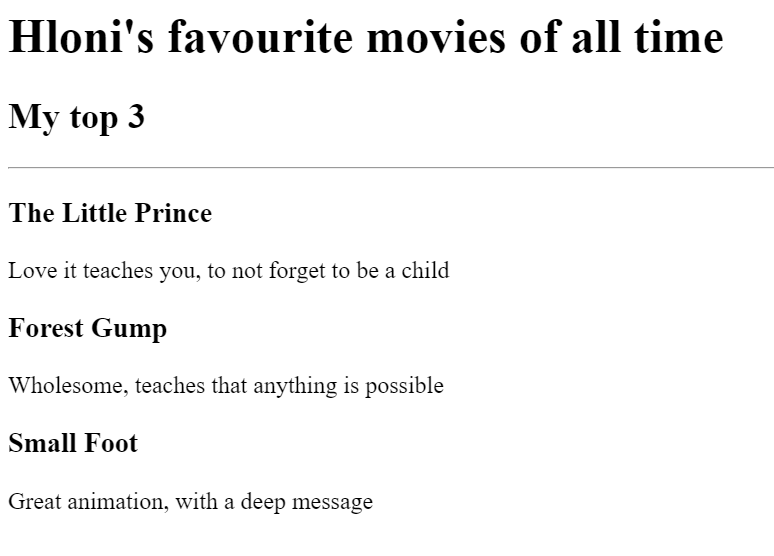 Hloni's favourite movies of all time
My top 3
The Little Prince
Love it teaches you, to not forget to be a child
Forest Gump
Wholesome, teaches that anything is possible
Small Foot
Great animation, with a deep message